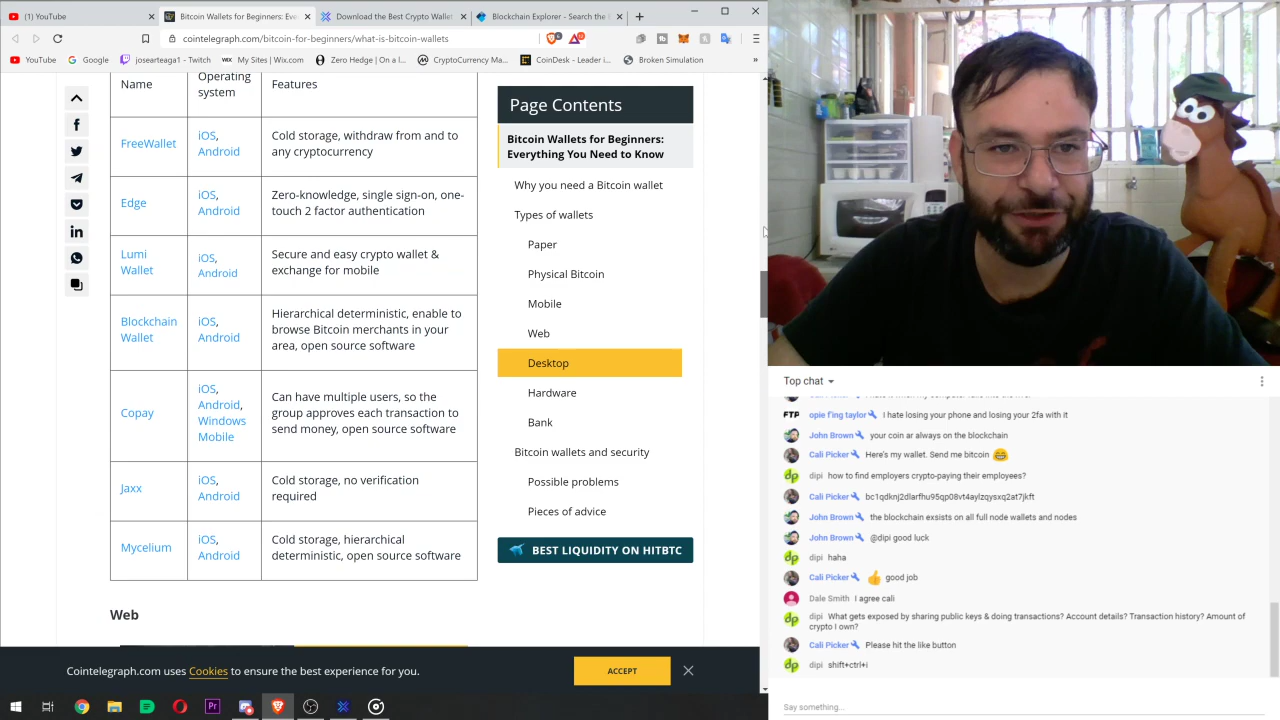 (1) YouTube
Bitcoin Wallets for Beginners: Eve
Download the Best Crypto Wallet
Blockchain Explorer - Search the
cointelegraph.com/bitcoin-for-beginners/what-is-bitcoin-wallets
YouTube
Google
josearteaga1 - Twitch
WIX My Sites | Wix.com
Zero Hedge | On a l...
CryptoCurrency Ma...
CoinDesk - Leader i...
Broken Simulation
Name
Operating
system
Features
FreeWallet
iOS,
Android
Cold storage, withdraw from and to
any cryptocurrency
Edge
iOS,
Android
Zero-knowledge, single sign-on, one-
touch 2 factor authentication
Lumi
Wallet
iOS,
Android
Secure and easy crypto wallet &
exchange for mobile
Blockchain
Wallet
iOS,
Android
Hierarchical deterministic, enable to
browse Bitcoin merchants in your
area, open source software
Copay
iOS,
Android,
Windows
Mobile
Can have multiple users, so the
group approves each transaction to
send money, open source software
Jaxx
iOS,
Android
Cold storage, no verification
required
Mycelium
iOS,
Android
Cold storage, hierarchical
deterministic, open source software
Web
Page Contents
Bitcoin Wallets for Beginners:
Everything You Need to Know
Why you need a Bitcoin wallet
Types of wallets
Paper
Physical Bitcoin
Mobile
Web
Desktop
Hardware
Bank
Bitcoin wallets and security
Possible problems
Pieces of advice
BEST LIQUIDITY ON HITBTC
Cointelegraph.com uses Cookies to ensure the best experience for you.
ACCEPT
Top chat
FTP opie f'ing taylor I hate losing your phone and losing your 2fa with it
John Brown your coin ar always on the blockchain
Cali Picker Here's my wallet. Send me bitcoin 😂
dp dipi how to find employers crypto-paying their employees?
Cali Picker bc1qdknj2dlarfhu95qp08vt4aylzqysxq2at7jkft
John Brown the blockchain exsists on all full node wallets and nodes
John Brown @dipi good luck
dp dipi haha
Cali Picker 👍 good job
Dale Smith I agree cali
dp dipi What gets exposed by sharing public keys & doing transactions? Account details? Transaction history? Amount of
crypto I own?
Cali Picker Please hit the like button
dp dipi shift+ctrl+i
Say something...